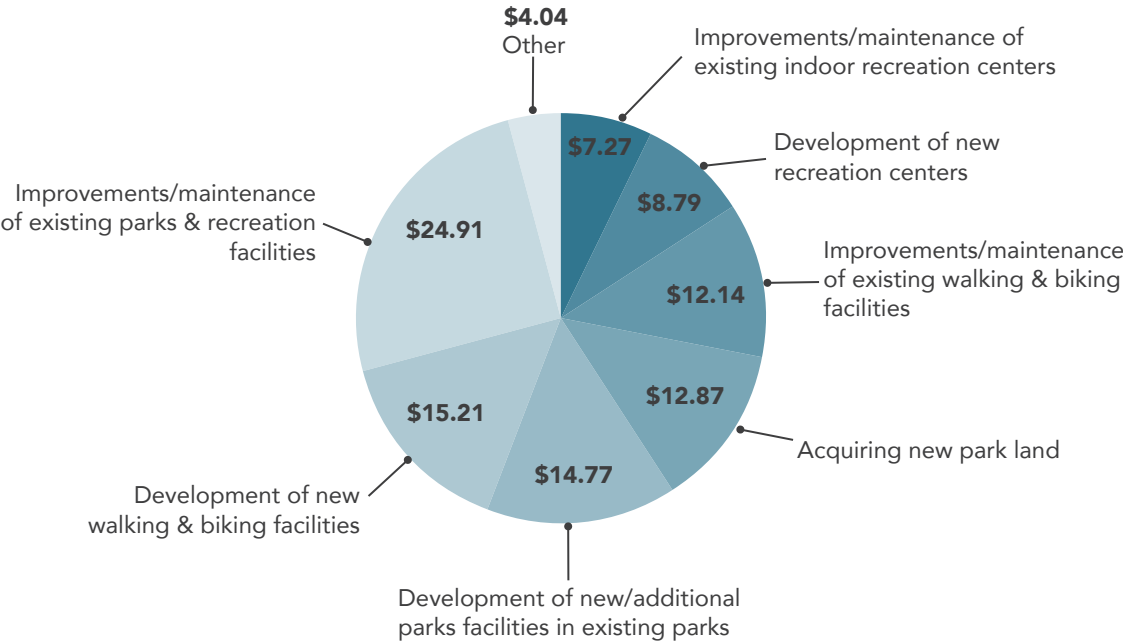 $4.04
Other
Improvements/maintenance of
existing indoor recreation centers
$7.27
Development of new
recreation centers
$8.79
Improvements/maintenance
of existing walking & biking
facilities
$12.14
Acquiring new park land
$12.87
Development of new/additional
parks facilities in existing parks
$14.77
Development of new
walking & biking facilities
$15.21
Improvements/maintenance
of existing parks & recreation
facilities
$24.91